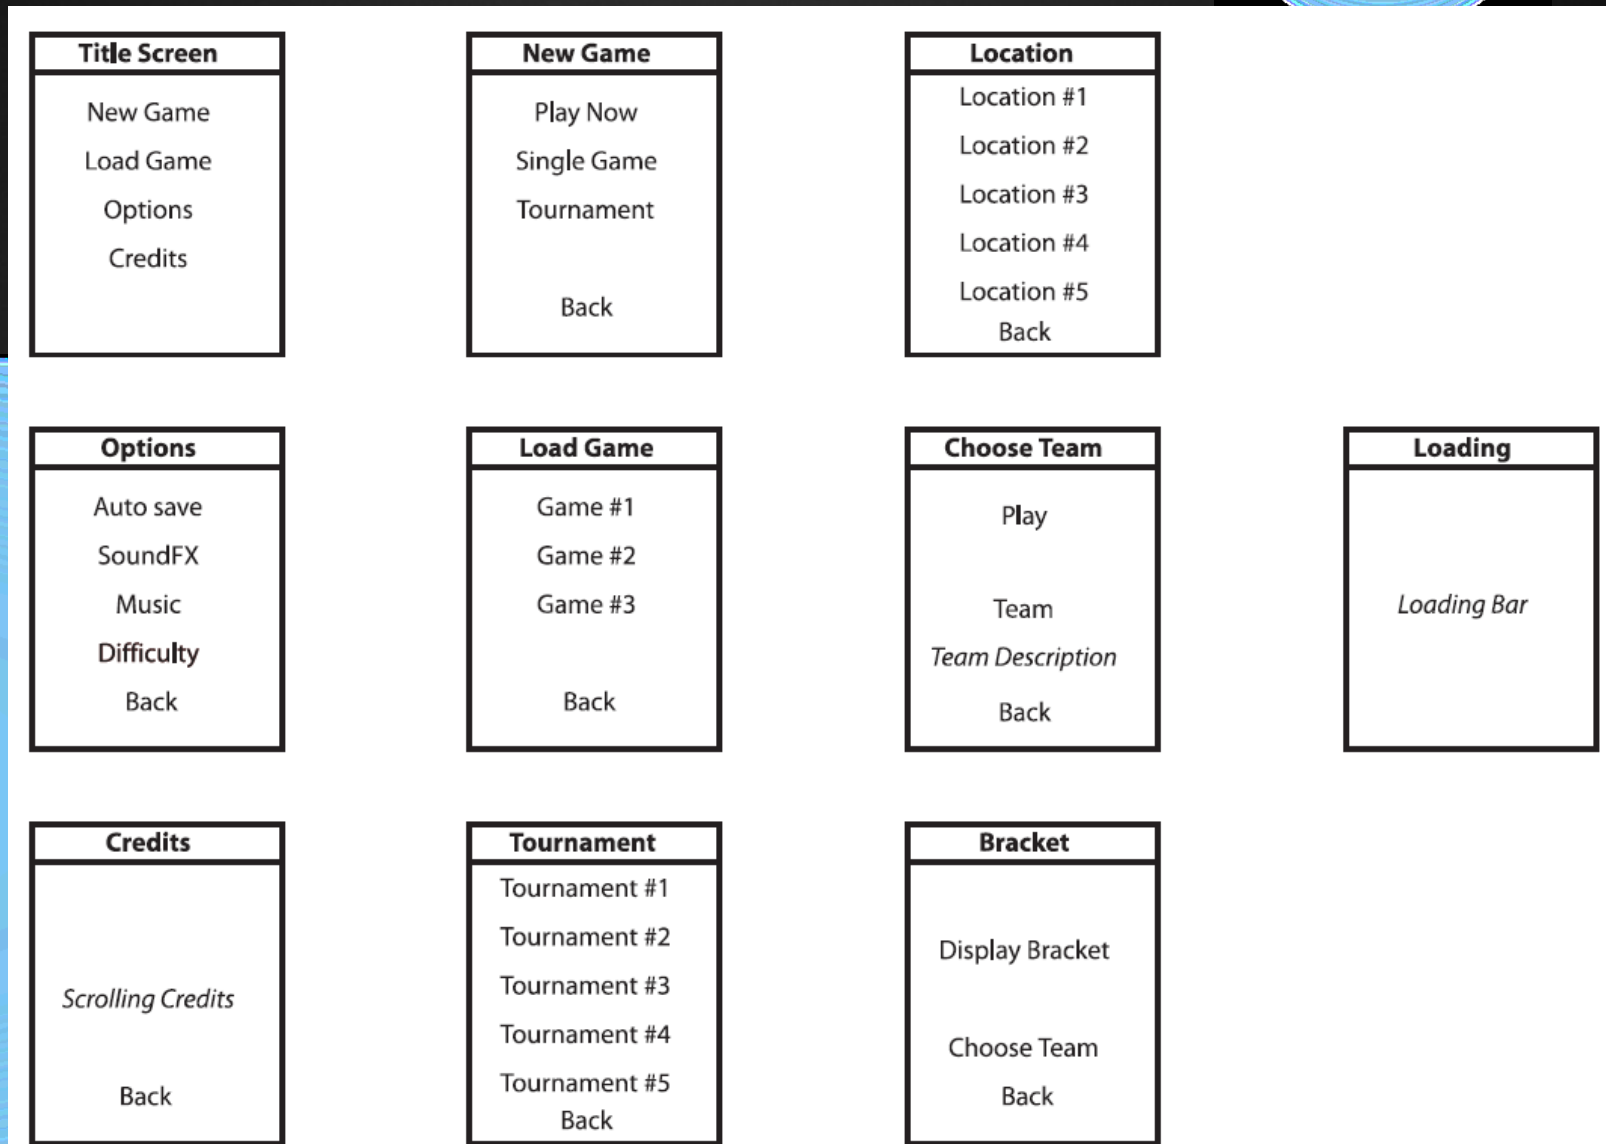 Title Screen
New Game
Load Game
Options
Credits
New Game
Play Now
Single Game
Tournament
Back
Location
Location #1
Location #2
Location #3
Location #4
Location #5
Back
Options
Auto save
SoundFX
Music
Difficulty
Back
Load Game
Game #1
Game #2
Game #3
Back
Choose Team
Play
Team
Team Description
Back
Loading
Loading Bar
Credits
Scrolling Credits
Back
Tournament
Tournament #1
Tournament #2
Tournament #3
Tournament #4
Tournament #5
Back
Bracket
Display Bracket
Choose Team
Back